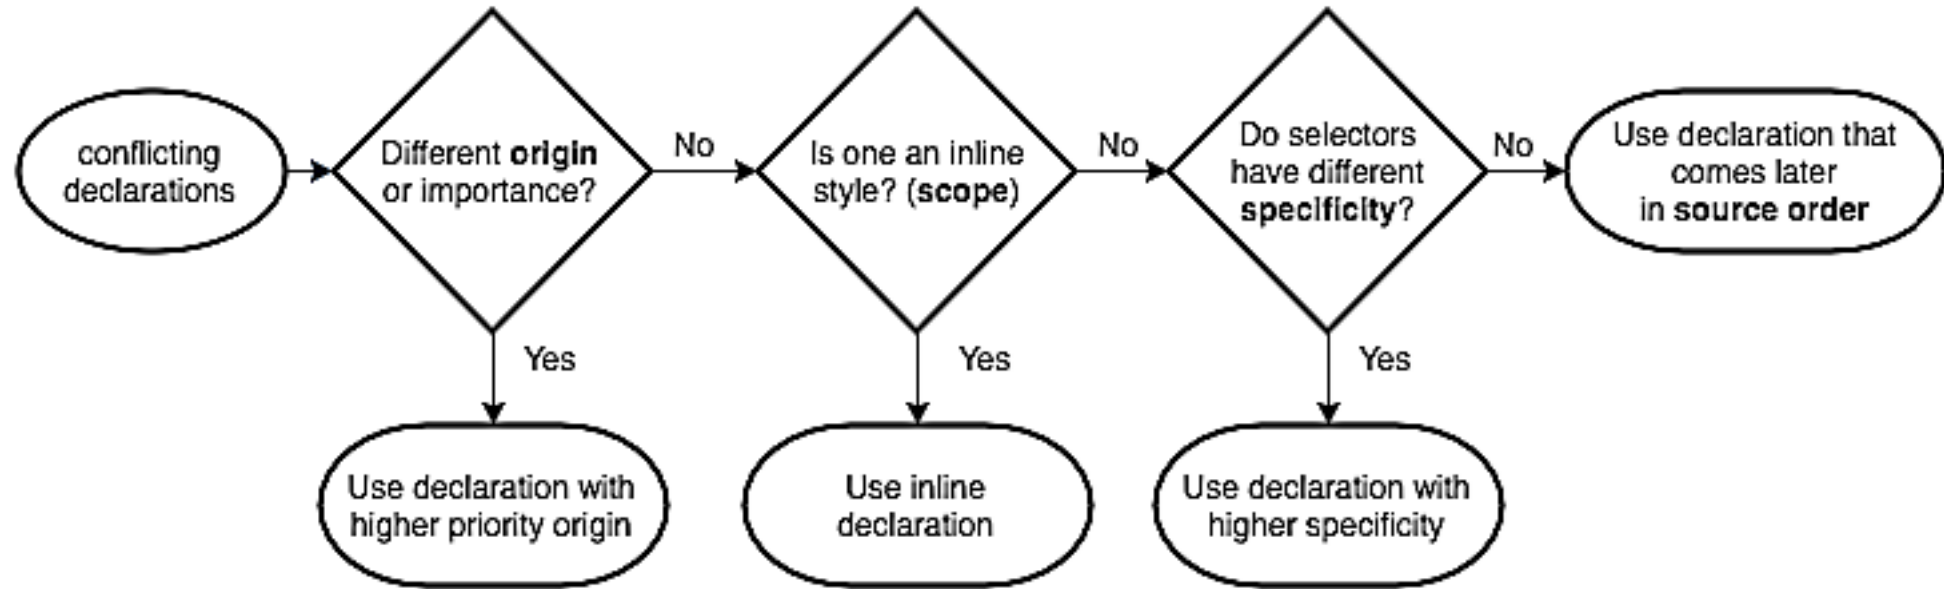 conflicting
declarations
Different origin
or importance?
No
Is one an inline
style? (scope)
No
Do selectors
have different
specificity?
No
Use declaration that
comes later
in source order
Yes
Yes
Yes
Use declaration with
higher priority origin
Use inline
declaration
Use declaration with
higher specificity